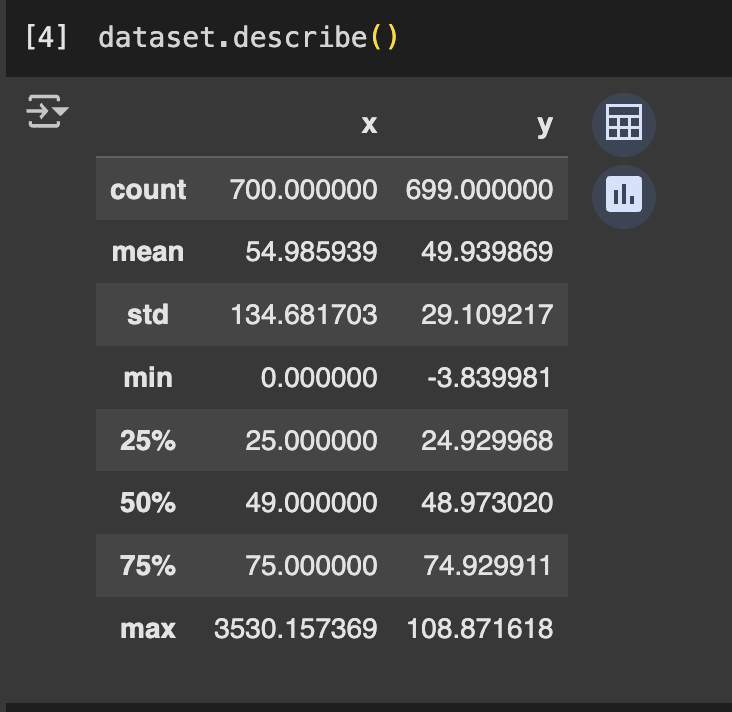 [4] dataset.describe()
x y
count 700.000000 699.000000
mean 54.985939 49.939869
std 134.681703 29.109217
min 0.000000 -3.839981
25% 25.000000 24.929968
50% 49.000000 48.973020
75% 75.000000 74.929911
max 3530.157369 108.871618